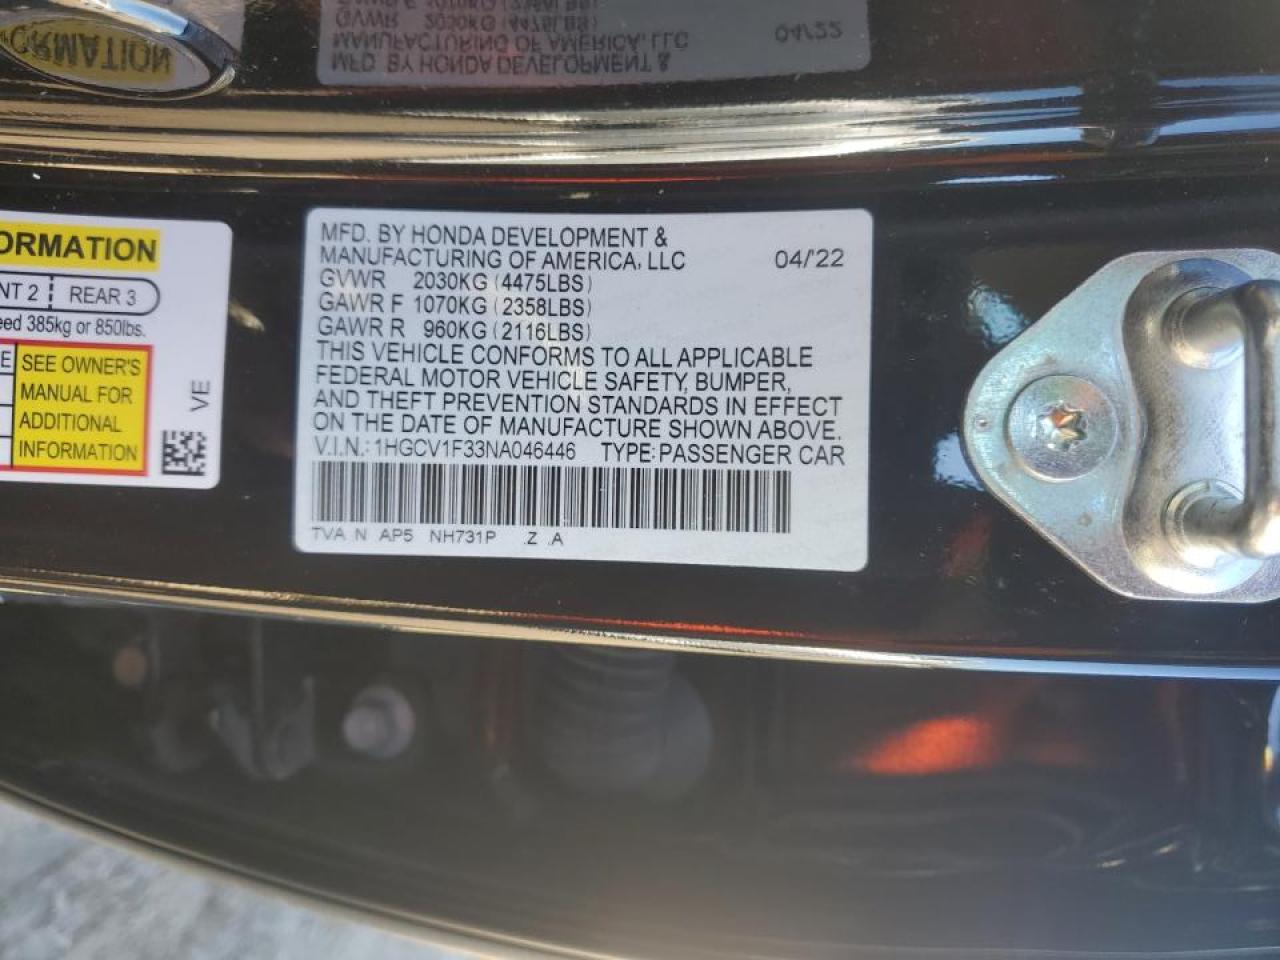 ORMATION
NT 2 REAR 3
eed 385kg or 850lbs.
E
SEE OWNER'S
MANUAL FOR
ADDITIONAL
INFORMATION
VE
MFD. BY HONDA DEVELOPMENT &
MANUFACTURING OF AMERICA, LLC 04/22
GVWR 2030KG (4475LBS)
GAWR F 1070KG (2358LBS)
GAWR R 960KG (2116LBS)
THIS VEHICLE CONFORMS TO ALL APPLICABLE
FEDERAL MOTOR VEHICLE SAFETY, BUMPER,
AND THEFT PREVENTION STANDARDS IN EFFECT
ON THE DATE OF MANUFACTURE SHOWN ABOVE.
V.I.N.: 1HGCV1F33NA046446 TYPE: PASSENGER CAR
TVA N AP5 NH731P .Z .A